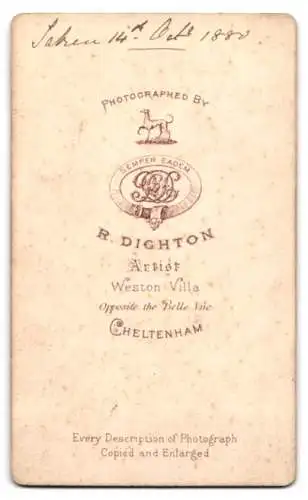 Taken 14th Octr 1880
PHOTOGRAPHED BY
SEMPER EADEM
R. DIGHTON
Artist
Weston Villa
Opposite the Belle Vue
CHELTENHAM
Every Description of Photograph
Copied and Enlarged